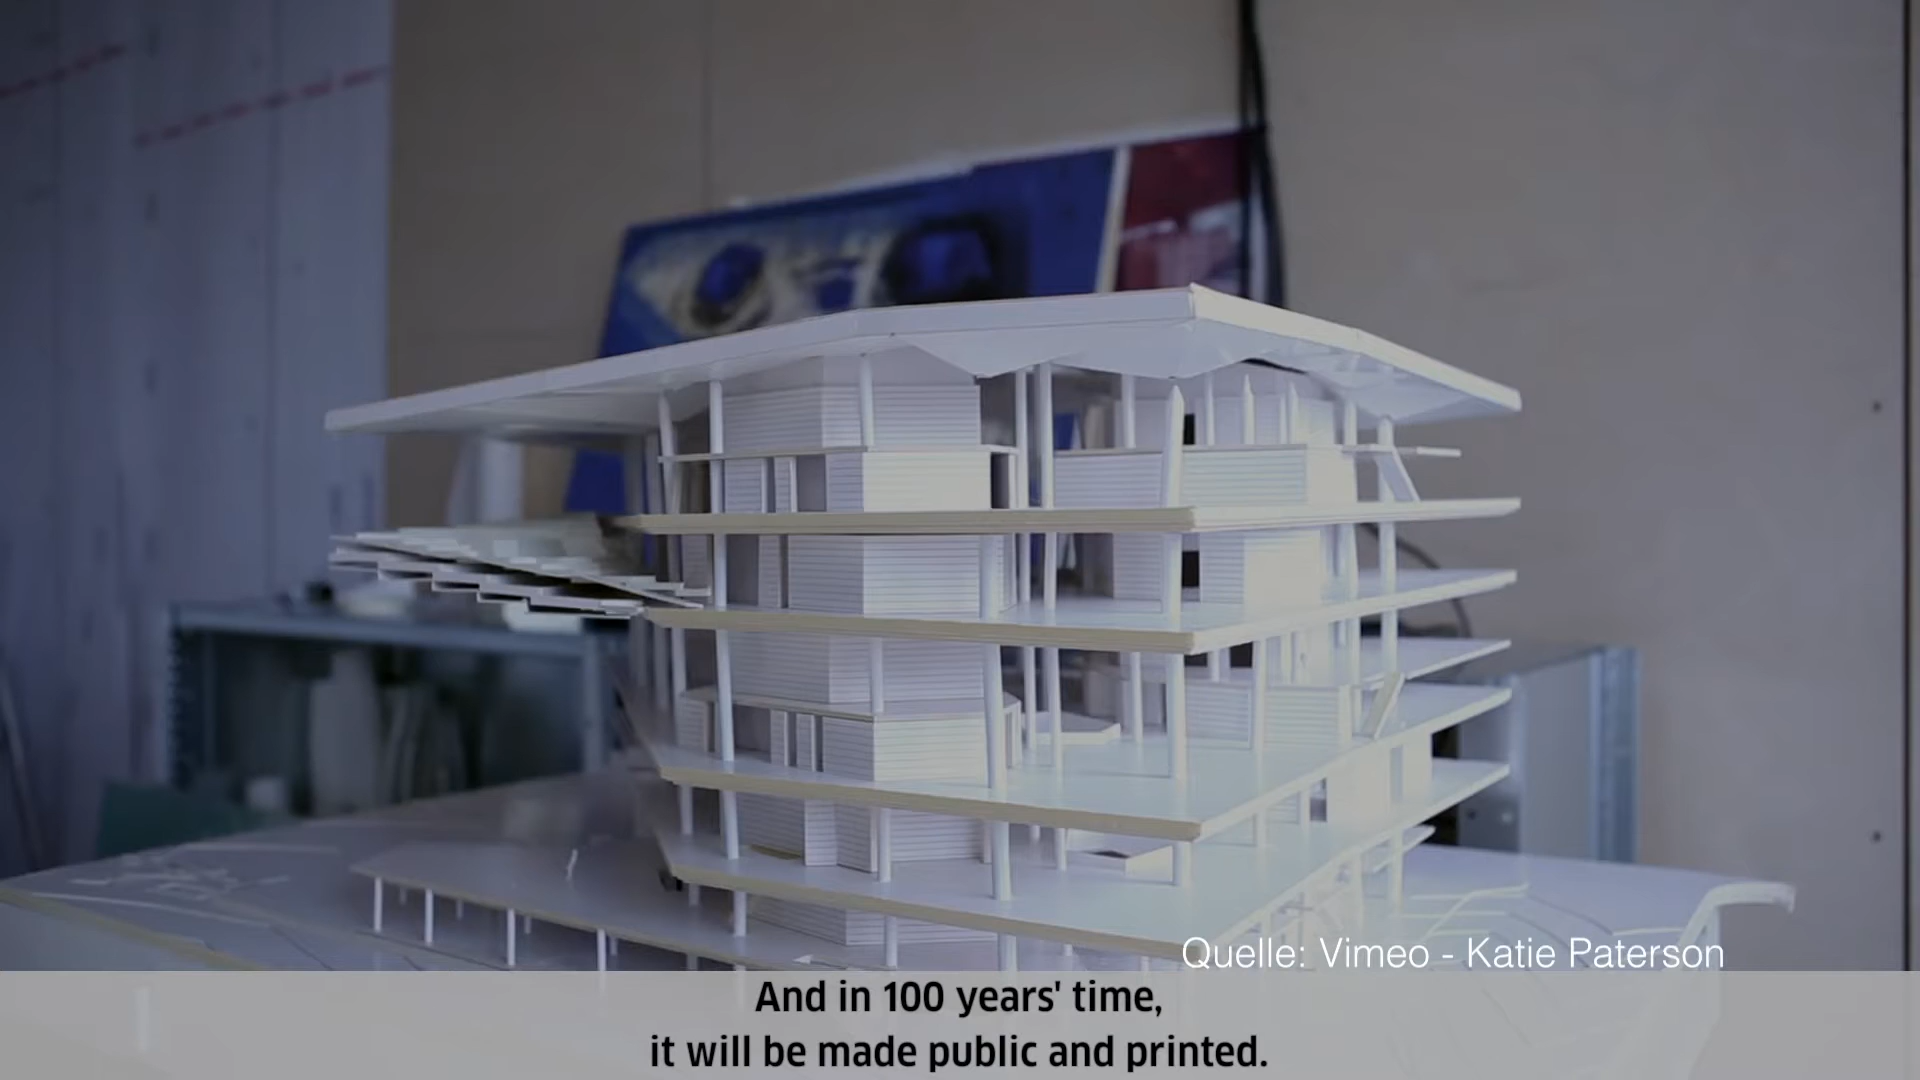 Quelle: Vimeo - Katie Paterson
And in 100 years' time,
it will be made public and printed.